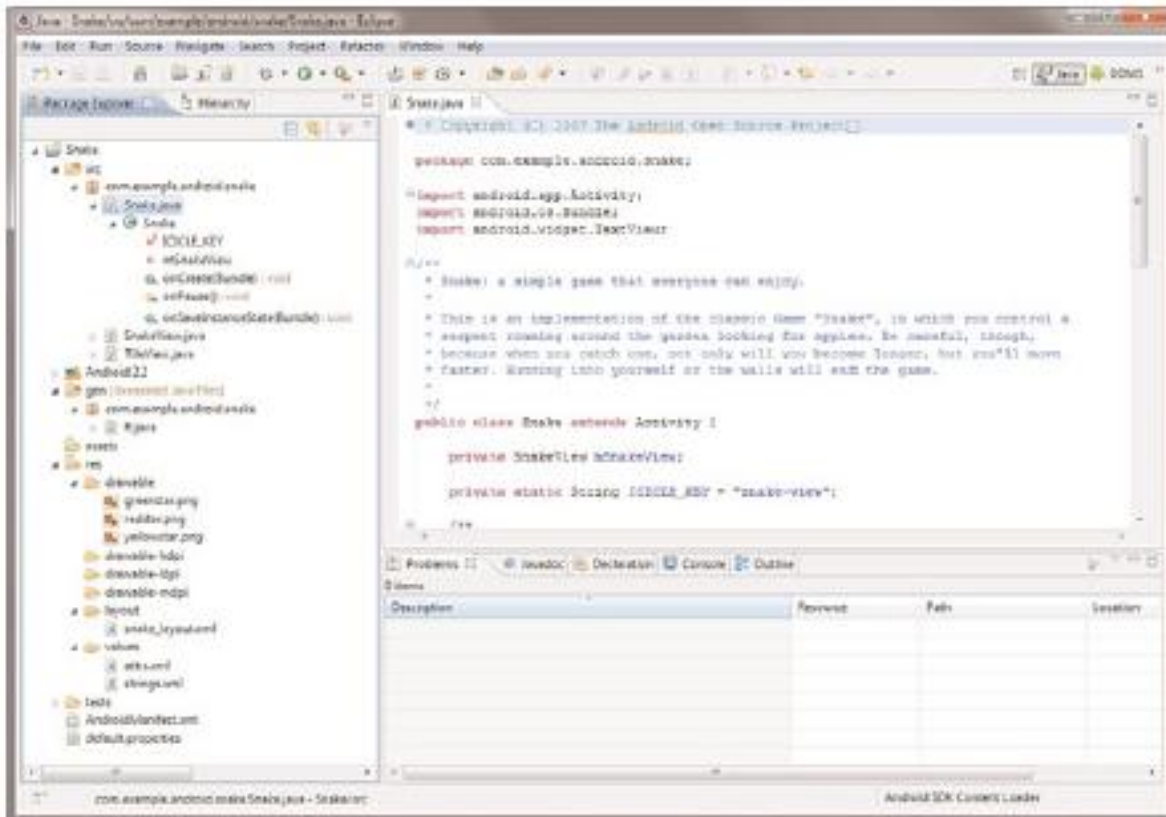 Java - Snake/src/com/example/android/snake/Snake.java - Eclipse
File Edit Run Source Navigate Search Project Refactor Window Help
Java DDMS
Package Explorer Hierarchy
Snake
src
com.example.android.snake
Snake.java
Snake
ICICLE_KEY
mSnakeView
onCreate(Bundle) : void
onPause() : void
onSaveInstanceState(Bundle) : void
SnakeView.java
TileView.java
Android 2.2
gen [Generated Java Files]
com.example.android.snake
R.java
assets
res
drawable
greenstar.png
redstar.png
yellowstar.png
drawable-hdpi
drawable-ldpi
drawable-mdpi
layout
snake_layout.xml
values
attrs.xml
strings.xml
tests
AndroidManifest.xml
default.properties
Snake.java
* Copyright (C) 2007 The Android Open Source Project
package com.example.android.snake;
import android.app.Activity;
import android.os.Bundle;
import android.widget.TextView;
/**
* Snake: a simple game that everyone can enjoy.
*
* This is an implementation of the classic Game "Snake", in which you control a
* serpent roaming around the garden looking for apples. Be careful, though,
* because when you catch one, not only will you become longer, but you'll move
* faster. Running into yourself or the walls will end the game.
*
*/
public class Snake extends Activity {
private SnakeView mSnakeView;
private static String ICICLE_KEY = "snake-view";
/**
Problems Javadoc Declaration Console Outline
0 items
Description Resource Path Location
com.example.android.snake.Snake.java - Snake/src
Android SDK Content Loader